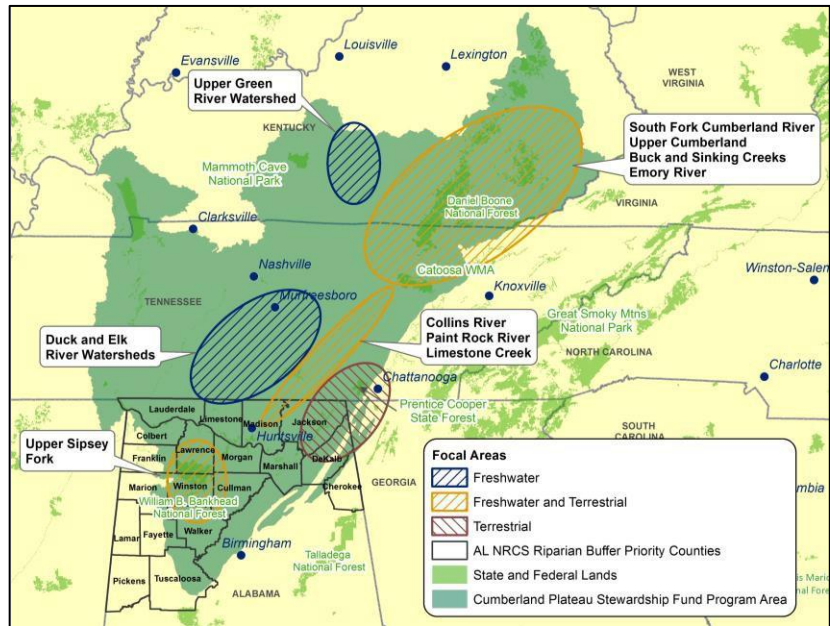 Louisville
Lexington
Evansville
WEST
VIRGINIA
Upper Green
River Watershed
KENTUCKY
South Fork Cumberland River
Upper Cumberland
Buck and Sinking Creeks
Emory River
Mammoth Cave
National Park
Daniel Boone
National Forest
VIRGINIA
Clarksville
Nashville
Catoosa WMA
Knoxville
Winston-Salen
TENNESSEE
Murfreesboro
Great Smoky Mtns
National Park
Duck and Elk
River Watersheds
Collins River
Paint Rock River
Limestone Creek
NORTH CAROLINA
Charlotte
Chattanooga
Prentice Cooper
State Forest
Lauderdale
Limestone
Madison
Jackson
SOUTH
CAROLINA
Colbert
Huntsville
Upper Sipsey
Fork
Lawrence
Franklin
Morgan
Marshall
DeKalb
Cherokee
GEORGIA
Marion
Winston
Cullman
William B. Bankhead
National Forest
Lamar
Fayette
Walker
Birmingham
Talladega
National Forest
Pickens
Tuscaloosa
ALABAMA
Focal Areas
Freshwater
Freshwater and Terrestrial
Terrestrial
AL NRCS Riparian Buffer Priority Counties
State and Federal Lands
Cumberland Plateau Stewardship Fund Program Area
mbia
is Mario
Fores